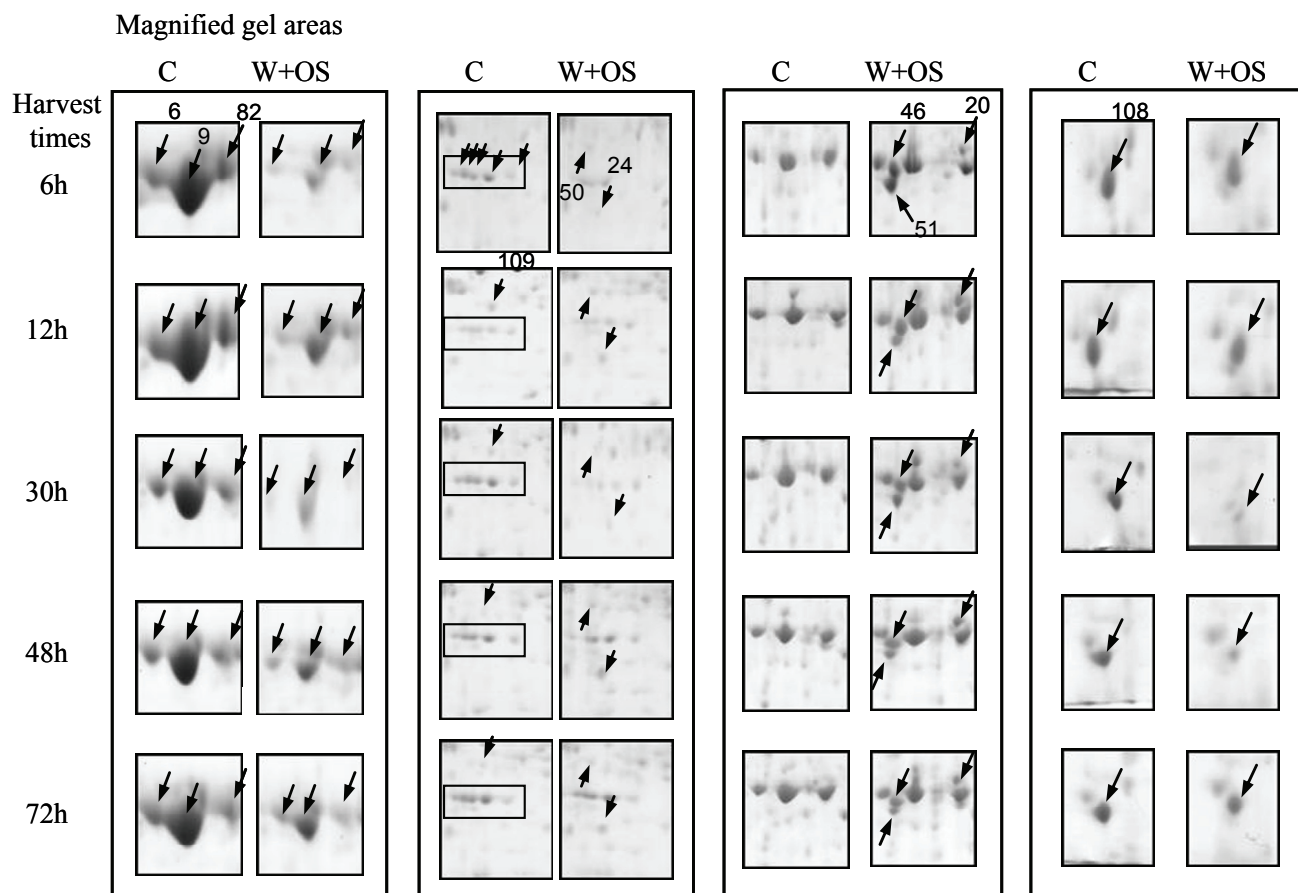 Magnified gel areas
C W+OS C W+OS C W+OS C W+OS
Harvest times
6 9 82
46 20
108
6h
50 24
51
109
12h
30h
48h
72h